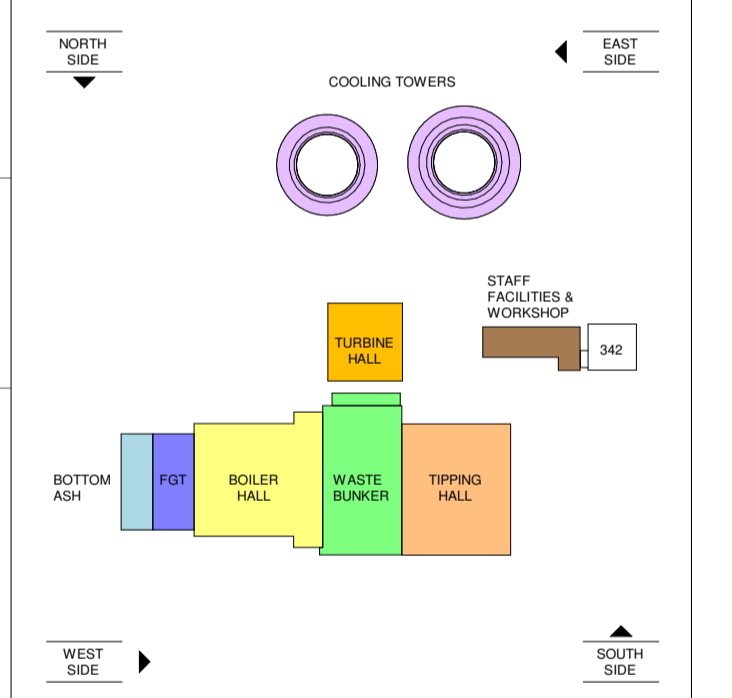 NORTH
SIDE
EAST
SIDE
COOLING TOWERS
STAFF
FACILITIES &
WORKSHOP
342
TURBINE
HALL
BOTTOM
ASH
FGT
BOILER
HALL
WASTE
BUNKER
TIPPING
HALL
WEST
SIDE
SOUTH
SIDE